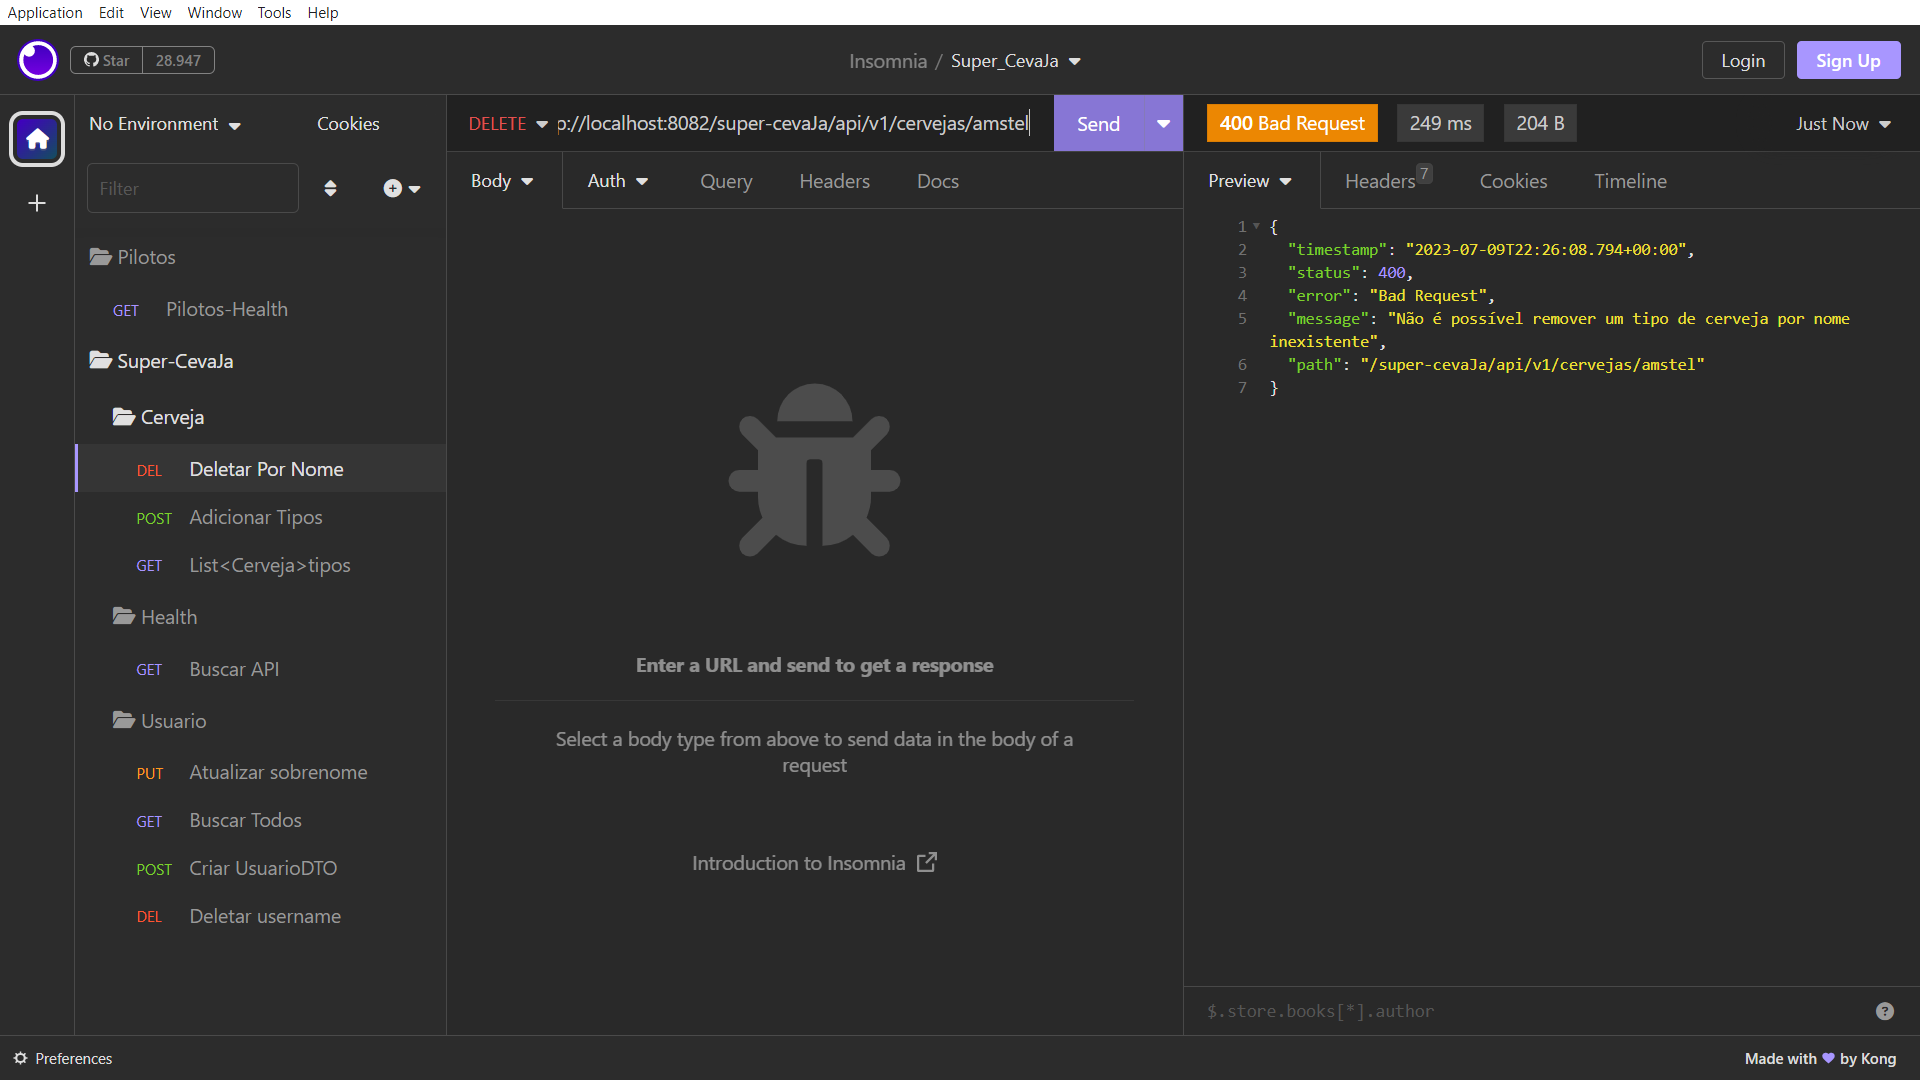 Application Edit View Window Tools Help
Star 28.947
Insomnia / Super_CevaJa
Login
Sign Up
No Environment
Cookies
Filter
Pilotos
GET Pilotos-Health
Super-CevaJa
Cerveja
DEL Deletar Por Nome
POST Adicionar Tipos
GET List<Cerveja>tipos
Health
GET Buscar API
Usuario
PUT Atualizar sobrenome
GET Buscar Todos
POST Criar UsuarioDTO
DEL Deletar username
DELETE p://localhost:8082/super-cevaJa/api/v1/cervejas/amstel
Send
Body Auth Query Headers Docs
Enter a URL and send to get a response
Select a body type from above to send data in the body of a
request
Introduction to Insomnia
400 Bad Request 249 ms 204 B Just Now
Preview Headers 7 Cookies Timeline
1 {
2 "timestamp": "2023-07-09T22:26:08.794+00:00",
3 "status": 400,
4 "error": "Bad Request",
5 "message": "Não é possível remover um tipo de cerveja por nome
inexistente",
6 "path": "/super-cevaJa/api/v1/cervejas/amstel"
7 }
$.store.books[*].author
?
Preferences
Made with by Kong